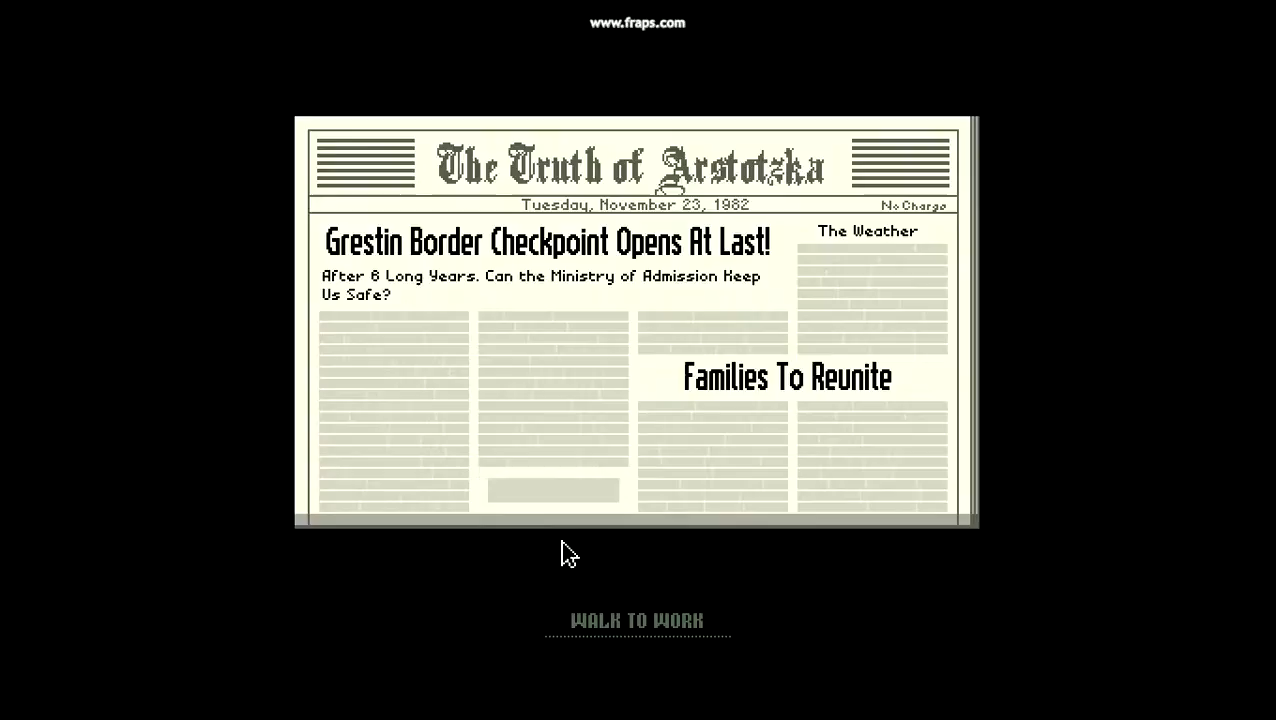 www.fraps.com
The Truth of Arstotzka
Tuesday, November 23, 1982
No Charge
Grestin Border Checkpoint Opens At Last!
After 6 Long Years. Can the Ministry of Admission Keep
Us Safe?
The Weather
Families To Reunite
WALK TO WORK